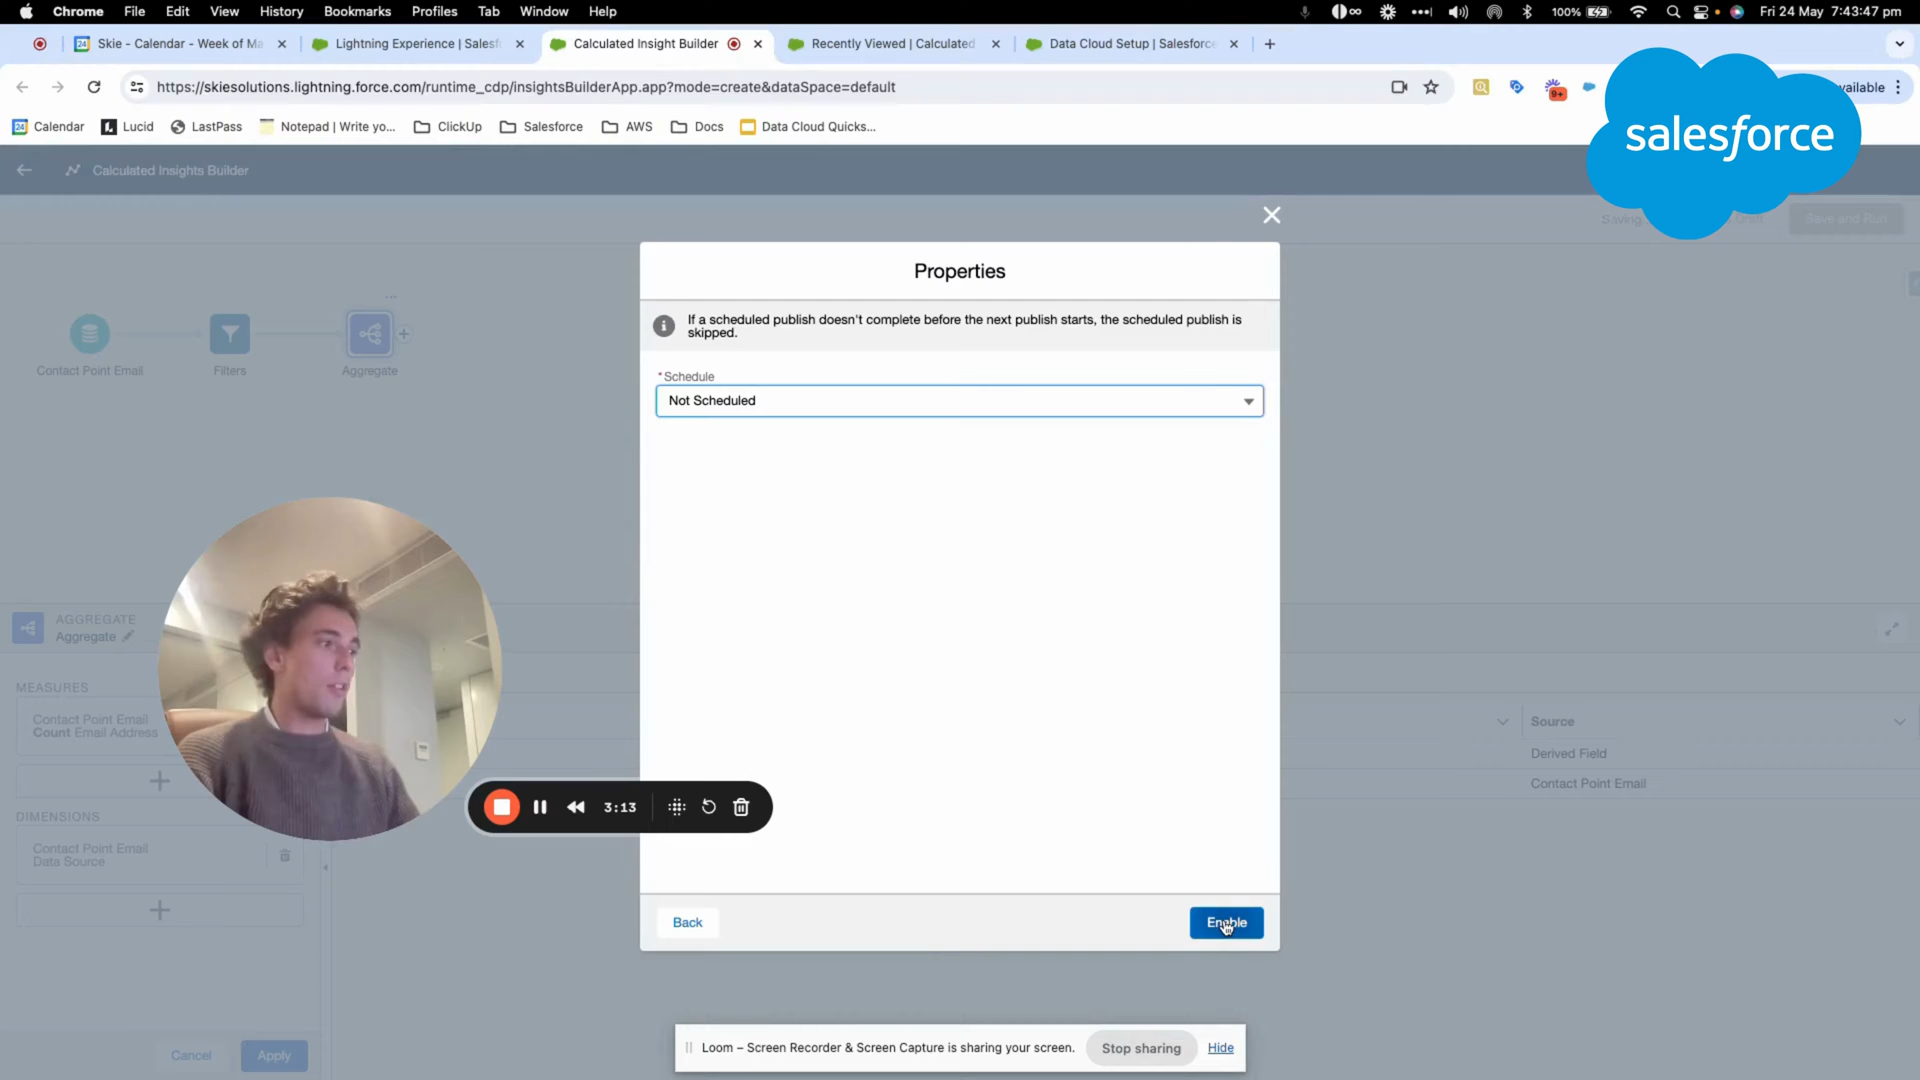 Chrome File Edit View History Bookmarks Profiles Tab Window Help
100% Fri 24 May 7:43:47 pm
Skie - Calendar - Week of Ma
Lightning Experience | Salesf
Calculated Insight Builder
Recently Viewed | Calculated
Data Cloud Setup | Salesforce
https://skiesolutions.lightning.force.com/runtime_cdp/insightsBuilderApp.app?mode=create&dataSpace=default
9+
vailable
Calendar Lucid LastPass Notepad | Write yo... ClickUp Salesforce AWS Docs Data Cloud Quicks...
salesforce
Calculated Insights Builder
Saving
Save and Run
Properties
If a scheduled publish doesn't complete before the next publish starts, the scheduled publish is
skipped.
*Schedule
Not Scheduled
Contact Point Email
Filters
Aggregate
AGGREGATE
Aggregate
MEASURES
Contact Point Email
Count Email Address
DIMENSIONS
Contact Point Email
Data Source
Source
Derived Field
Contact Point Email
3:13
Back
Enable
Cancel
Apply
Loom – Screen Recorder & Screen Capture is sharing your screen.
Stop sharing
Hide